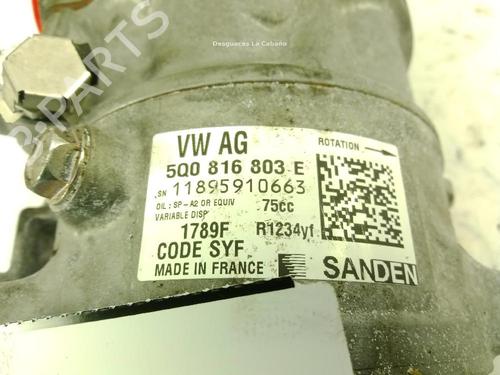 Desguaces La Cabaña
B-PARTS
VW AG
ROTATION
5Q0 816 803 E
SN 11895910663
OIL : SP-A2 OR EQUIV 75cc
VARIABLE DISP
1789F R1234yf
CODE SYF
MADE IN FRANCE
SANDEN